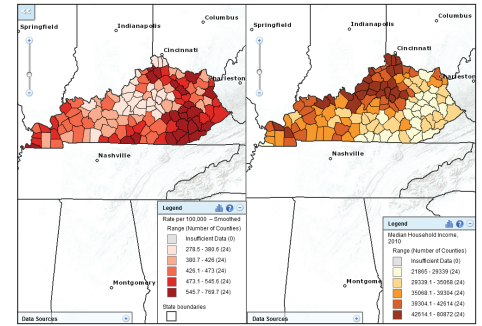 Springfield
Indianapolis
Columbus
Cincinnati
Charleston
Nashville
Montgomery
Legend
Rate per 100,000 – Smoothed
Range (Number of Counties)
Insufficient Data (0)
278.5 - 380.6 (24)
380.7 - 426 (24)
426.1 - 473 (24)
473.1 - 545.6 (24)
545.7 - 769.7 (24)
State boundaries
Data Sources
Springfield
Indianapolis
Columbus
Cincinnati
Charleston
Nashville
Montgome
Legend
Median Household Income,
2010
Range (Number of Counties)
Insufficient Data (0)
21865 - 29339 (24)
29339.1 - 35068 (24)
35068.1 - 39304 (24)
39304.1 - 42614 (24)
42614.1 - 80872 (24)
Data Sources